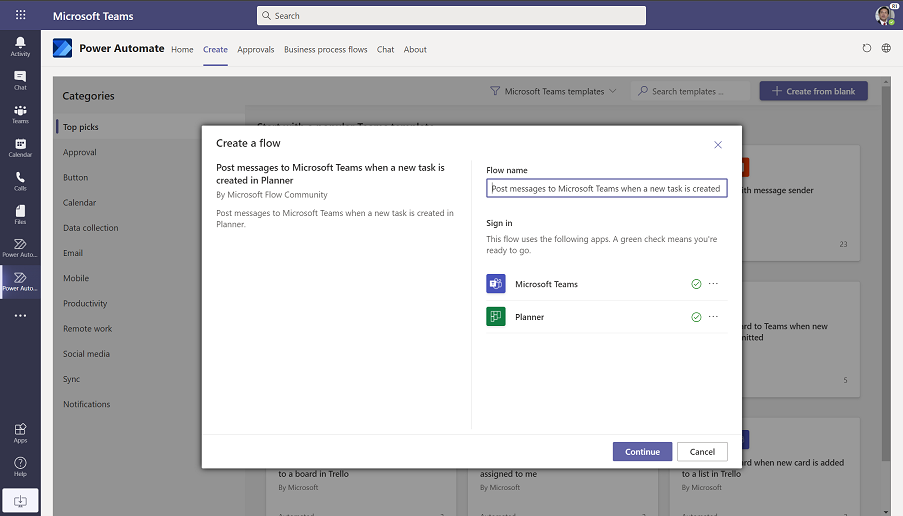 Microsoft Teams
Search
RI
Activity
Chat
Teams
Calendar
Calls
Files
Power Auto...
Power Auto...
Apps
Help
Power Automate
Home
Create
Approvals
Business process flows
Chat
About
Categories
Top picks
Approval
Button
Calendar
Data collection
Email
Mobile
Productivity
Remote work
Social media
Sync
Notifications
Microsoft Teams templates
Search templates ...
Create from blank
Create a flow
Post messages to Microsoft Teams when a new task is
created in Planner
By Microsoft Flow Community
Post messages to Microsoft Teams when a new task is created in
Planner.
Flow name
Post messages to Microsoft Teams when a new task is created
Sign in
This flow uses the following apps. A green check means you're
ready to go.
Microsoft Teams
Planner
Continue
Cancel
ith message sender
23
rd to Teams when new
mitted
5
to a board in Trello
By Microsoft
assigned to me
By Microsoft
rd when new card is added
to a list in Trello
By Microsoft